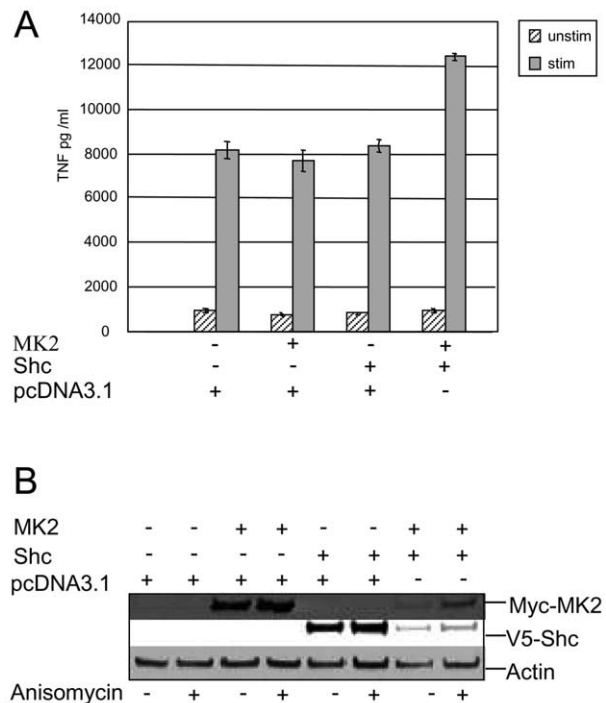 A
14000
12000
10000
8000
6000
4000
2000
0
TNF pg /ml
unstim
stim
MK2 - + - +
Shc - - + +
pcDNA3.1 + + + -
B
MK2 - - + + - - + +
Shc - - - - + + + +
pcDNA3.1 + + + + + + - -
Myc-MK2
V5-Shc
Actin
Anisomycin - + - + - + - +